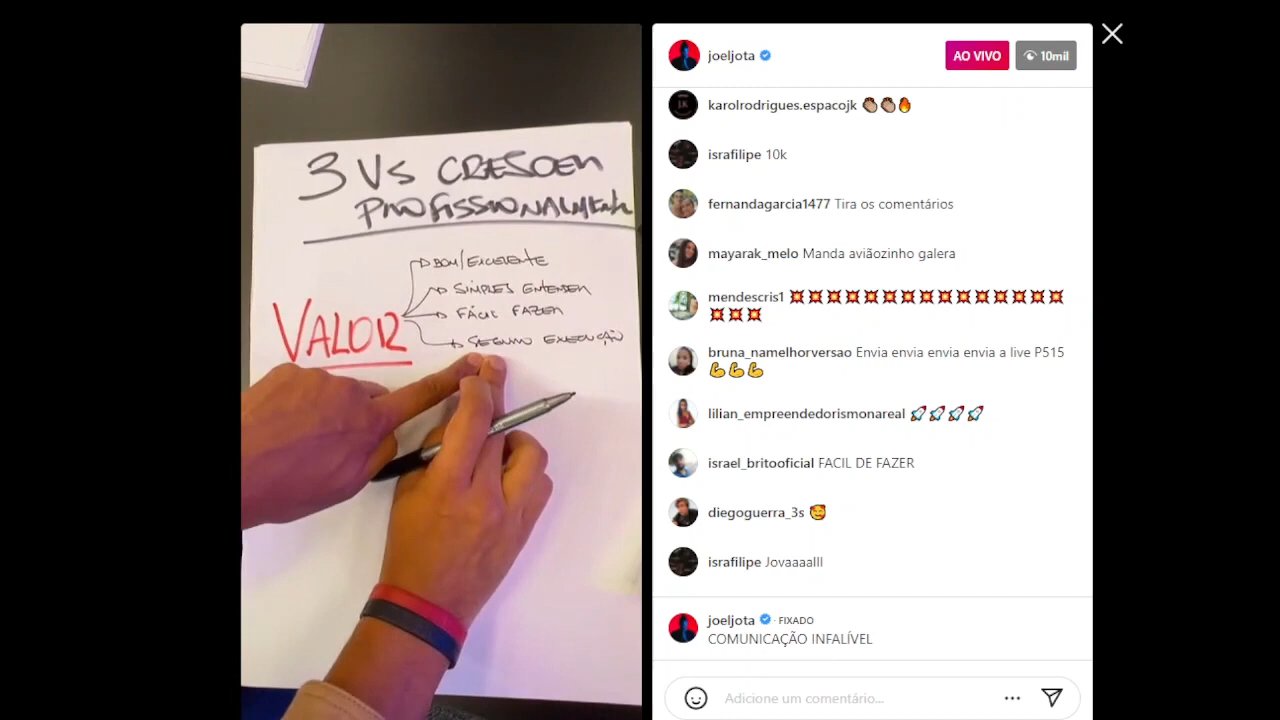 3 Vs CRESCER
PROFISSIONALMENTE
BOM/EXCELENTE
SIMPLES ENTENDER
FÁCIL FAZER
SEGURO EXECUÇÃO
VALOR
joeljota
AO VIVO
10mil
karolrodrigues.espacojk 👏🏽👏🏽🔥
israfilipe 10k
fernandagarcia1477 Tira os comentários
mayarak_melo Manda aviãozinho galera
mendescris1 💥💥💥💥💥💥💥💥💥💥💥💥💥💥💥
💥💥💥
bruna_namelhorversao Envia envia envia envia a live P515
💪💪💪
lilian_empreendedorismonareal 🚀🚀🚀🚀
israel_britooficial FACIL DE FAZER
diegoguerra_3s 🥰
israfilipe Jovaaaalll
joeljota · FIXADO
COMUNICAÇÃO INFALÍVEL
Adicione um comentário...